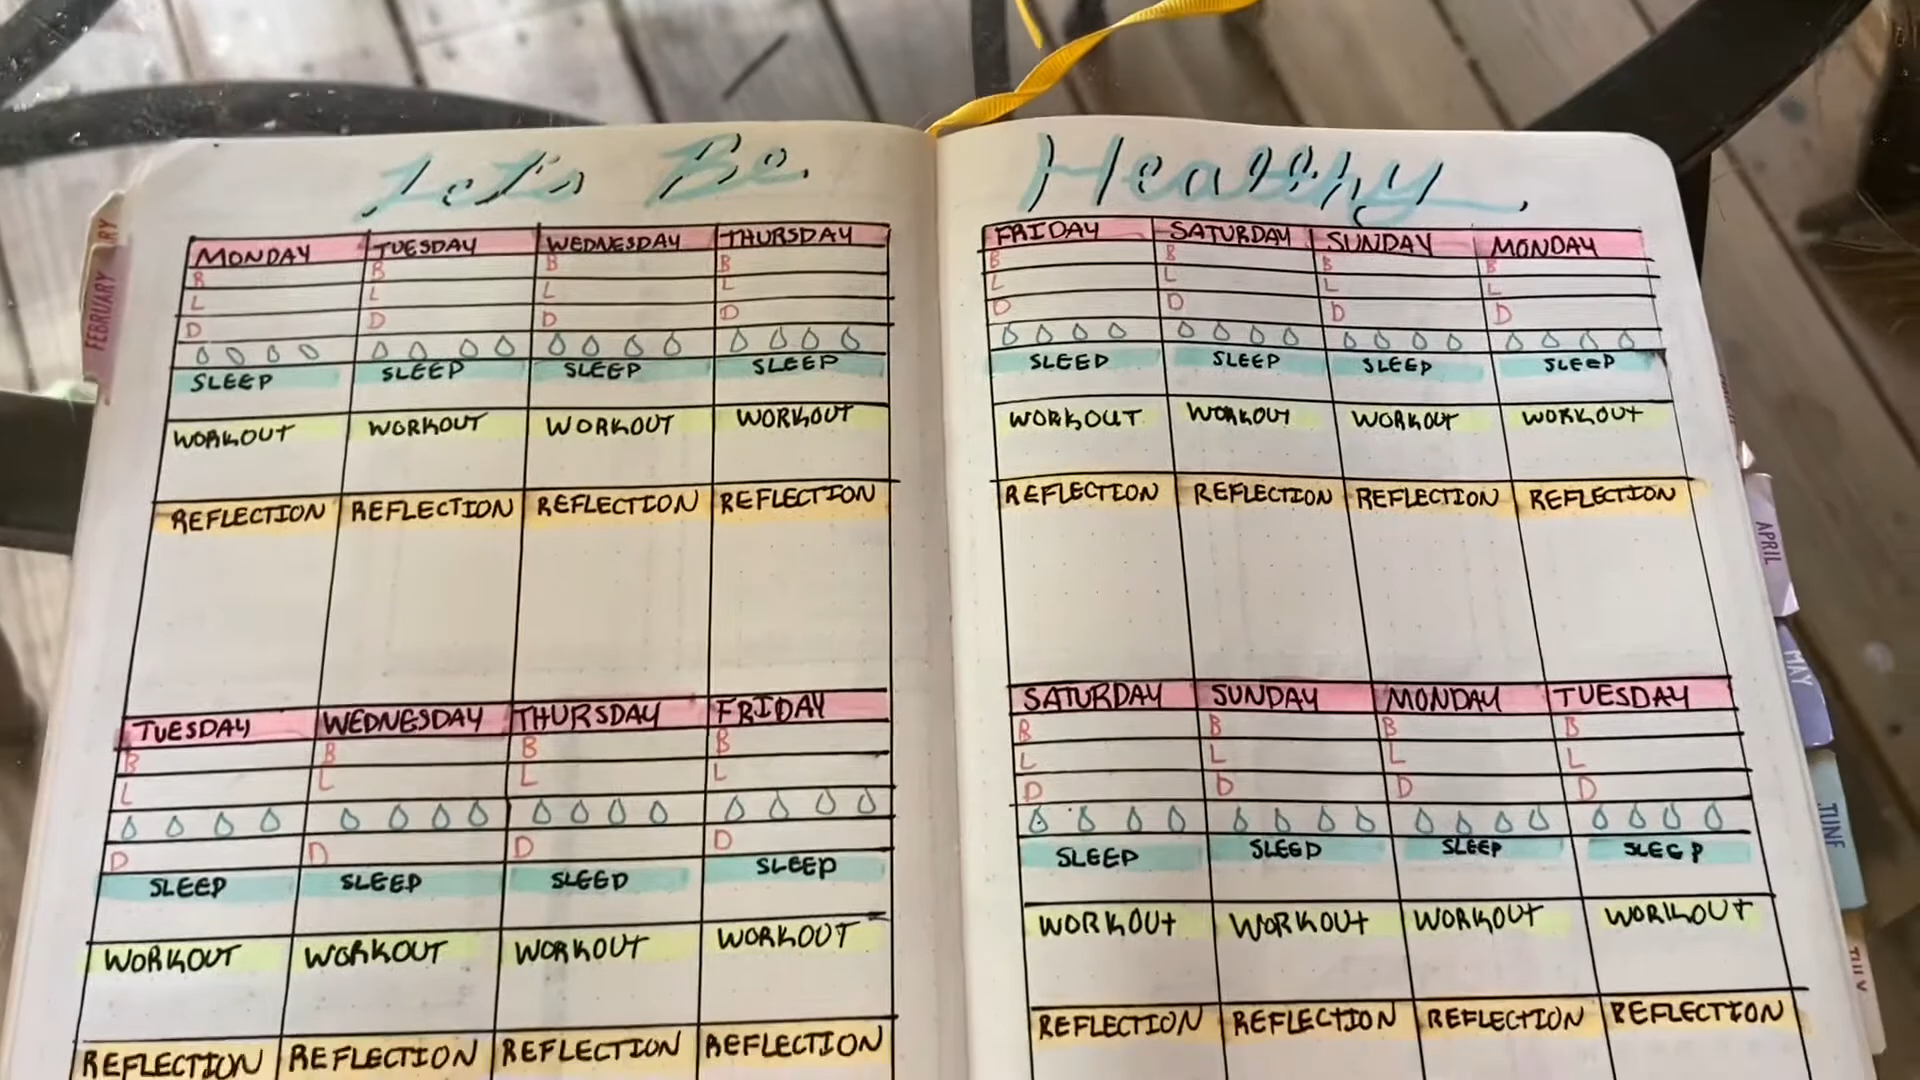 Let's Be Healthy.
MONDAY TUESDAY WEDNESDAY THURSDAY
B B B B
L L L L
D D D D
SLEEP SLEEP SLEEP SLEEP
WORKOUT WORKOUT WORKOUT WORKOUT
REFLECTION REFLECTION REFLECTION REFLECTION
TUESDAY WEDNESDAY THURSDAY FRIDAY
B B B B
L L L L
D D D D
SLEEP SLEEP SLEEP SLEEP
WORKOUT WORKOUT WORKOUT WORKOUT
REFLECTION REFLECTION REFLECTION REFLECTION
FRIDAY SATURDAY SUNDAY MONDAY
B B B B
L L L L
D D D D
SLEEP SLEEP SLEEP SLEEP
WORKOUT WORKOUT WORKOUT WORKOUT
REFLECTION REFLECTION REFLECTION REFLECTION
SATURDAY SUNDAY MONDAY TUESDAY
B B B B
L L L L
D D D D
SLEEP SLEEP SLEEP SLEEP
WORKOUT WORKOUT WORKOUT WORKOUT
REFLECTION REFLECTION REFLECTION REFLECTION
RY
FEBRUARY
APRIL
MAY
JUNE